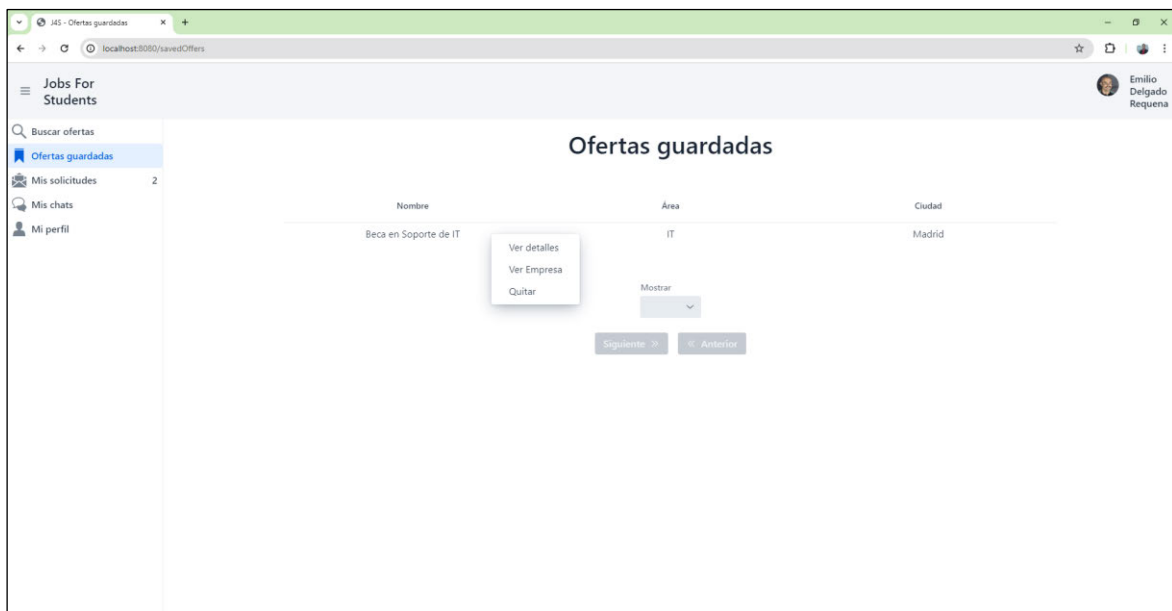 J4S - Ofertas guardadas
localhost:8080/savedOffers
Jobs For
Students
Emilio
Delgado
Requena
Buscar ofertas
Ofertas guardadas
Mis solicitudes 2
Mis chats
Mi perfil
Ofertas guardadas
Nombre Área Ciudad
Beca en Soporte de IT IT Madrid
Ver detalles
Ver Empresa
Quitar
Mostrar
Siguiente » « Anterior